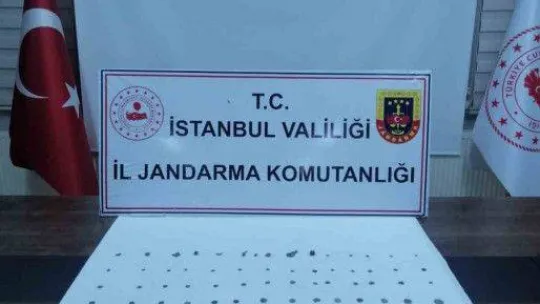 T.C.
İSTANBUL VALİLİĞİ
İL JANDARMA KOMUTANLIĞI